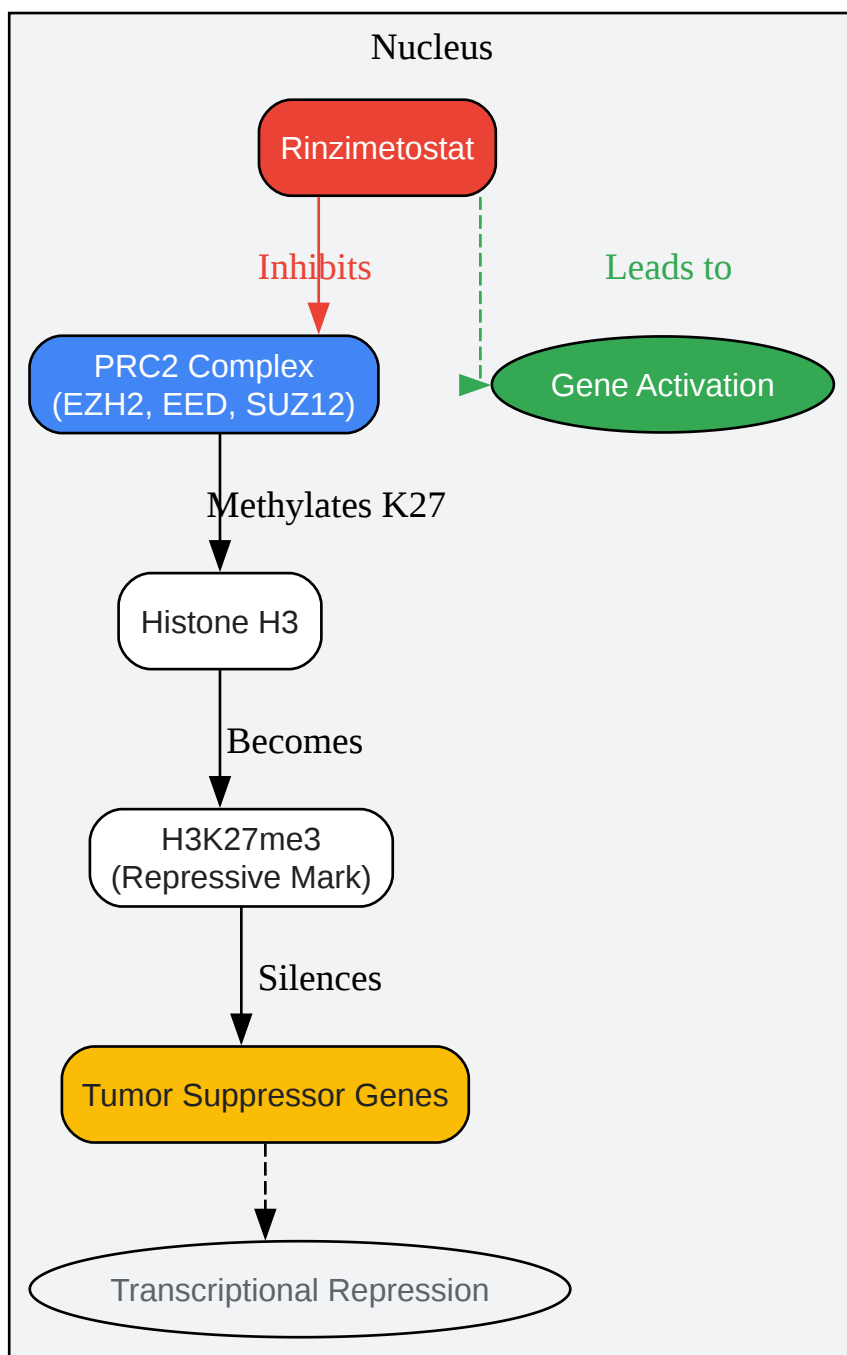 Nucleus
Rinzimetostat
Inhibits
Leads to
PRC2 Complex
(EZH2, EED, SUZ12)
Gene Activation
Methylates K27
Histone H3
Becomes
H3K27me3
(Repressive Mark)
Silences
Tumor Suppressor Genes
Transcriptional Repression